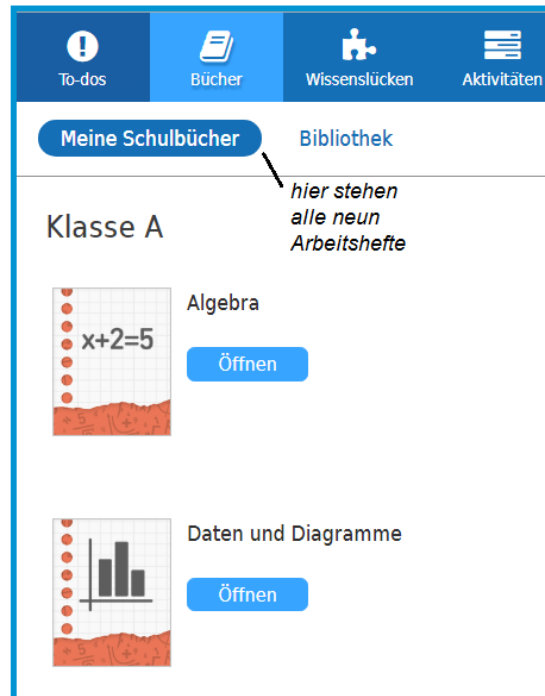 To-dos
Bücher
Wissenslücken
Aktivitäten
Meine Schulbücher
Bibliothek
hier stehen
alle neun
Arbeitshefte
Klasse A
x+2=5
Algebra
Öffnen
Daten und Diagramme
Öffnen